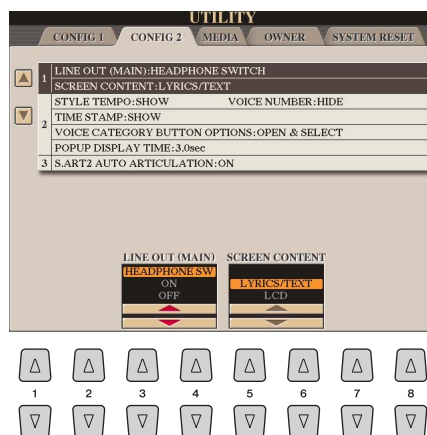 UTILITY
CONFIG 1 CONFIG 2 MEDIA OWNER SYSTEM RESET
1 LINE OUT (MAIN):HEADPHONE SWITCH
SCREEN CONTENT:LYRICS/TEXT
2 STYLE TEMPO:SHOW VOICE NUMBER:HIDE
TIME STAMP:SHOW
VOICE CATEGORY BUTTON OPTIONS:OPEN & SELECT
POPUP DISPLAY TIME:3.0sec
3 S.ART2 AUTO ARTICULATION:ON
LINE OUT (MAIN) SCREEN CONTENT
HEADPHONE SW
ON LYRICS/TEXT
OFF LCD
1 2 3 4 5 6 7 8